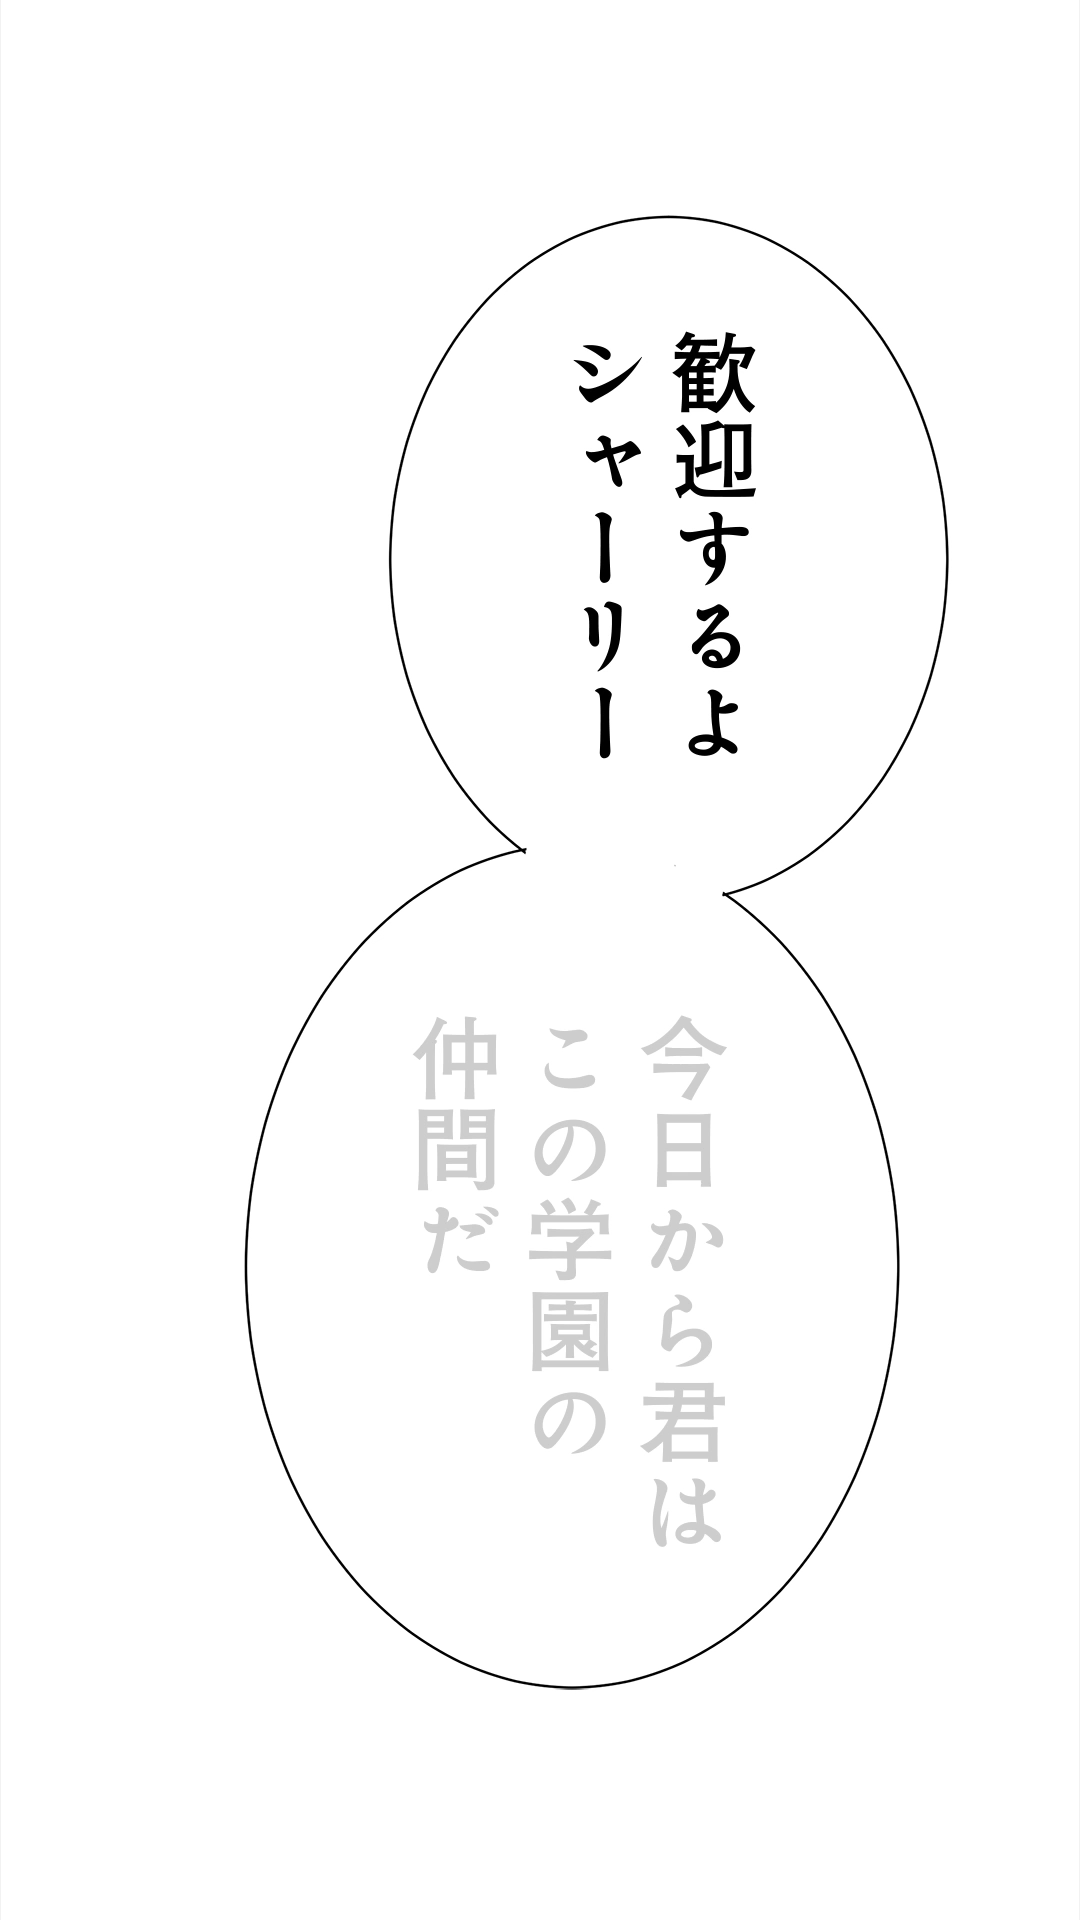 歓迎するよ
シャーリー
今日から君は
この学園の
仲間だ